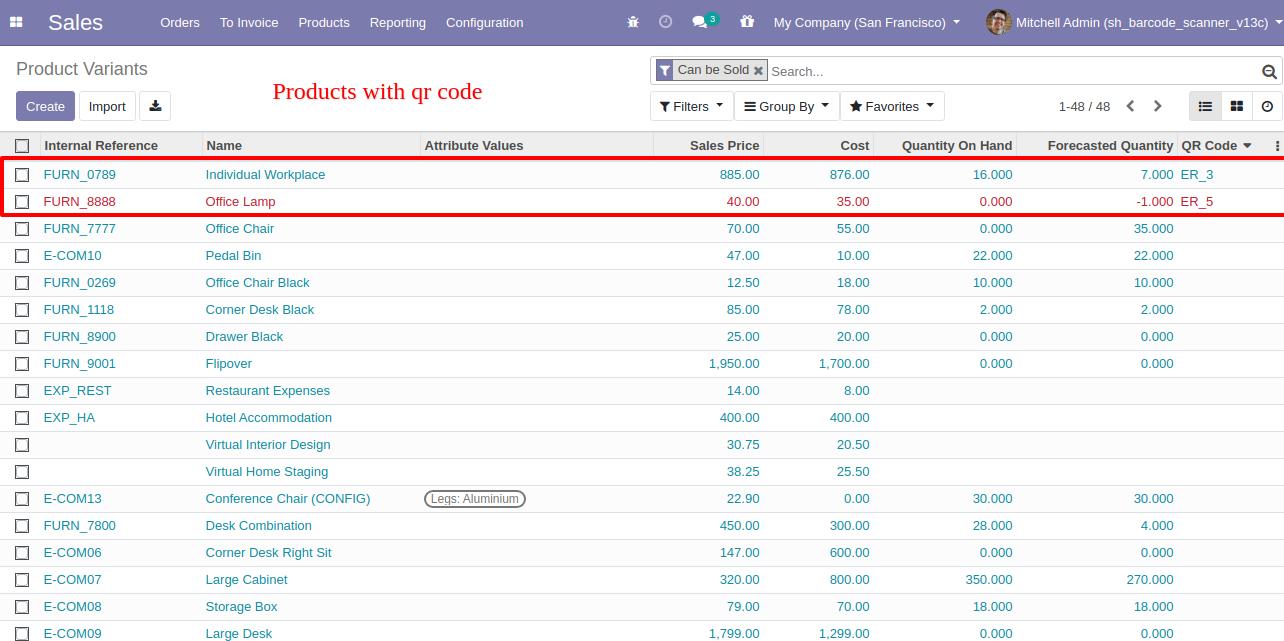 Sales Orders To Invoice Products Reporting Configuration 3 My Company (San Francisco) Mitchell Admin (sh_barcode_scanner_v13c)
Product Variants
Can be Sold Search...
Products with qr code
Create Import
Filters Group By Favorites 1-48 / 48
Internal Reference Name Attribute Values Sales Price Cost Quantity On Hand Forecasted Quantity QR Code
FURN_0789 Individual Workplace 885.00 876.00 16.000 7.000 ER_3
FURN_8888 Office Lamp 40.00 35.00 0.000 -1.000 ER_5
FURN_7777 Office Chair 70.00 55.00 0.000 35.000
E-COM10 Pedal Bin 47.00 10.00 22.000 22.000
FURN_0269 Office Chair Black 12.50 18.00 10.000 10.000
FURN_1118 Corner Desk Black 85.00 78.00 2.000 2.000
FURN_8900 Drawer Black 25.00 20.00 0.000 0.000
FURN_9001 Flipover 1,950.00 1,700.00 0.000 0.000
EXP_REST Restaurant Expenses 14.00 8.00
EXP_HA Hotel Accommodation 400.00 400.00
Virtual Interior Design 30.75 20.50
Virtual Home Staging 38.25 25.50
E-COM13 Conference Chair (CONFIG) Legs: Aluminium 22.90 0.00 30.000 30.000
FURN_7800 Desk Combination 450.00 300.00 28.000 4.000
E-COM06 Corner Desk Right Sit 147.00 600.00 0.000 0.000
E-COM07 Large Cabinet 320.00 800.00 350.000 270.000
E-COM08 Storage Box 79.00 70.00 18.000 18.000
E-COM09 Large Desk 1,799.00 1,299.00 0.000 0.000